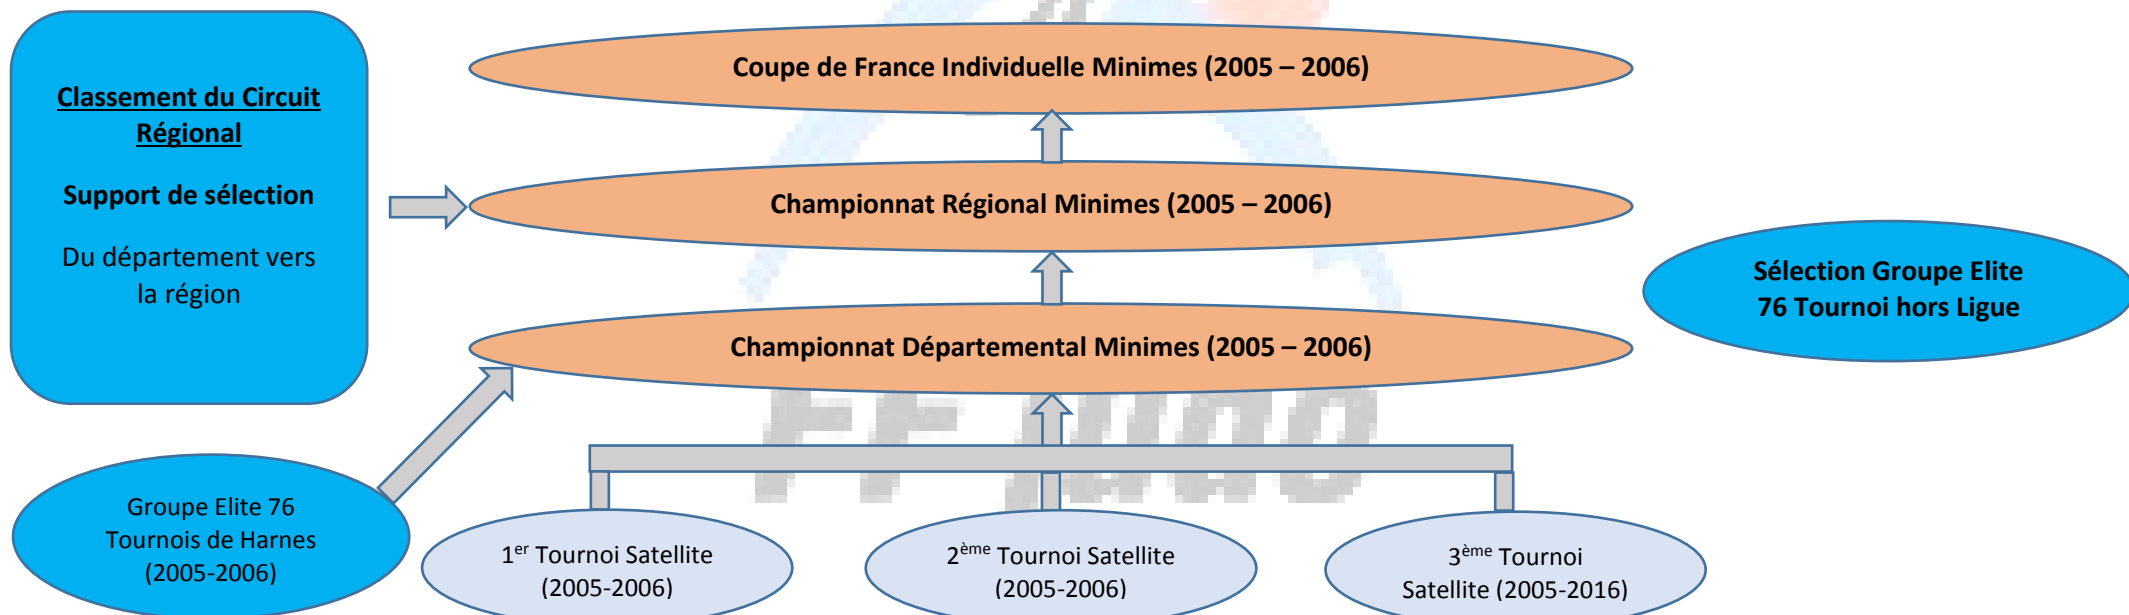 Classement du Circuit
Régional
Support de sélection
Du département vers
la région
Coupe de France Individuelle Minimes (2005 – 2006)
Championnat Régional Minimes (2005 – 2006)
Championnat Départemental Minimes (2005 – 2006)
Sélection Groupe Elite
76 Tournoi hors Ligue
Groupe Elite 76
Tournois de Harnes
(2005-2006)
1er Tournoi Satellite
(2005-2006)
2ème Tournoi Satellite
(2005-2006)
3ème Tournoi
Satellite (2005-2016)
FF judo